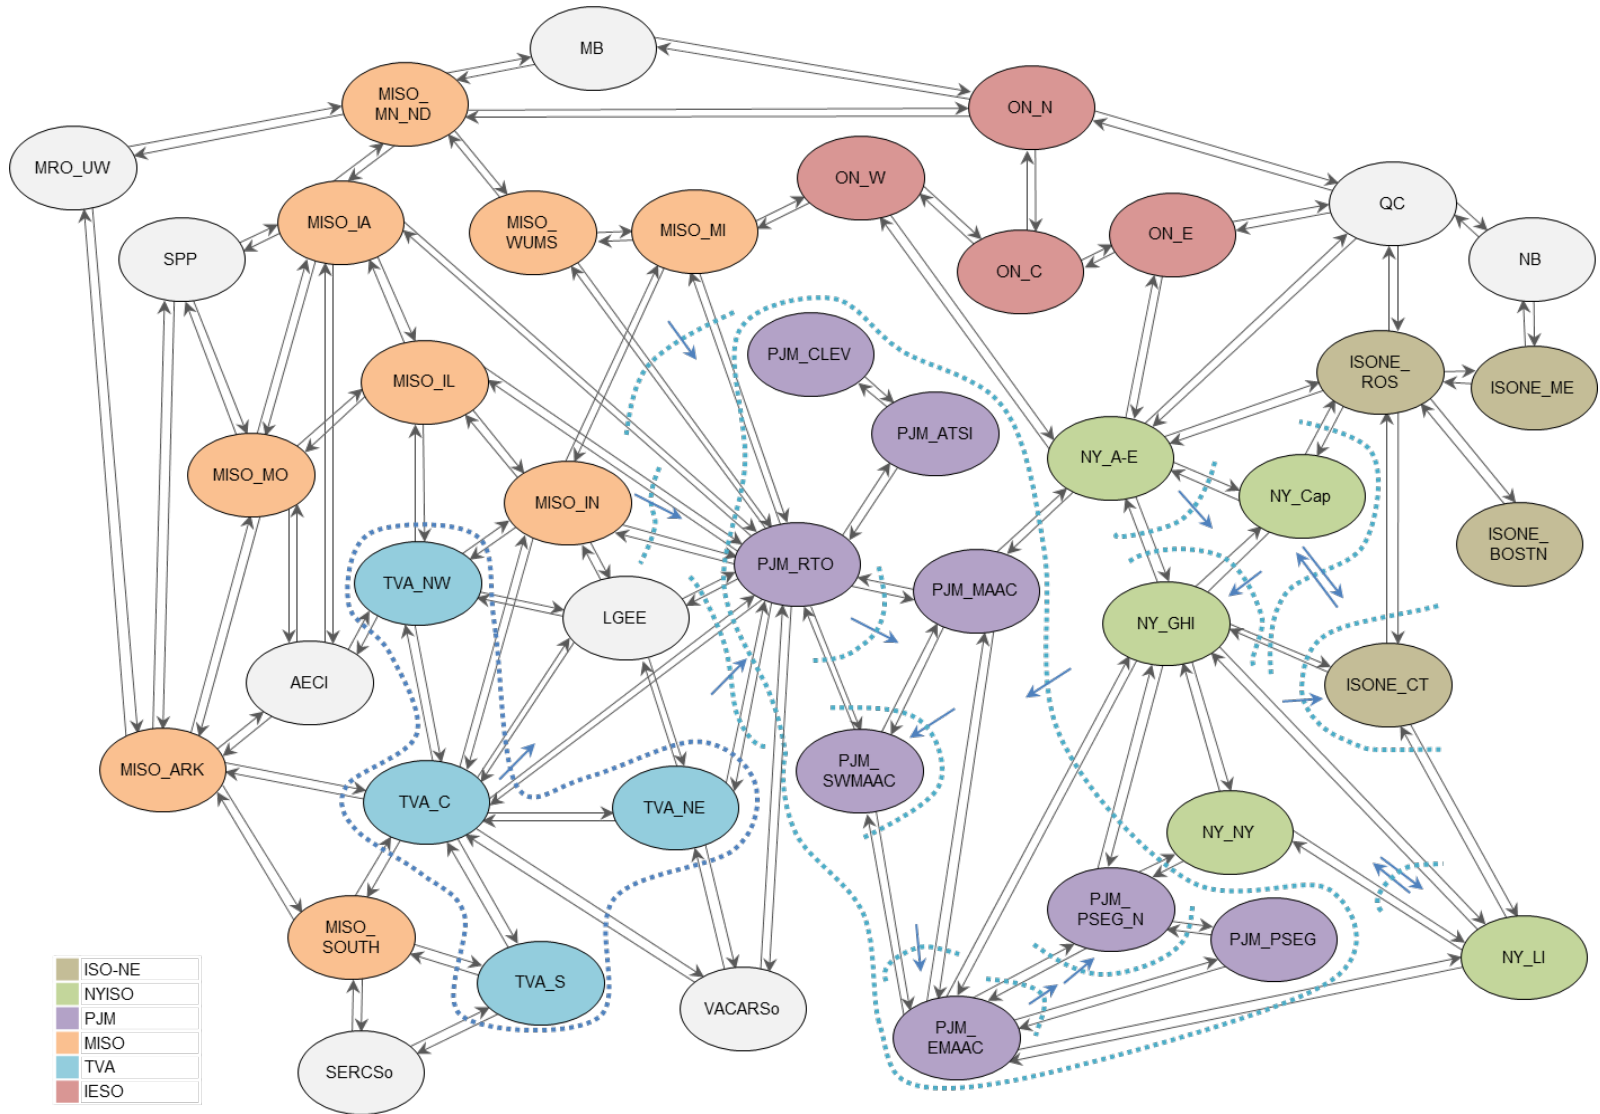 MB
MISO_
MN_ND
ON_N
MRO_UW
ON_W
QC
MISO_IA
MISO_
WUMS
MISO_MI
ON_E
SPP
ON_C
NB
PJM_CLEV
ISONE_
ROS
ISONE_ME
MISO_IL
PJM_ATSI
NY_A-E
MISO_MO
MISO_IN
NY_Cap
ISONE_
BOSTN
PJM_RTO
TVA_NW
PJM_MAAC
LGEE
NY_GHI
AECI
ISONE_CT
MISO_ARK
PJM_
SWMAAC
TVA_C
TVA_NE
NY_NY
PJM_
PSEG_N
MISO_
SOUTH
PJM_PSEG
NY_LI
TVA_S
VACARSo
PJM_
EMAAC
SERCSo
ISO-NE
NYISO
PJM
MISO
TVA
IESO